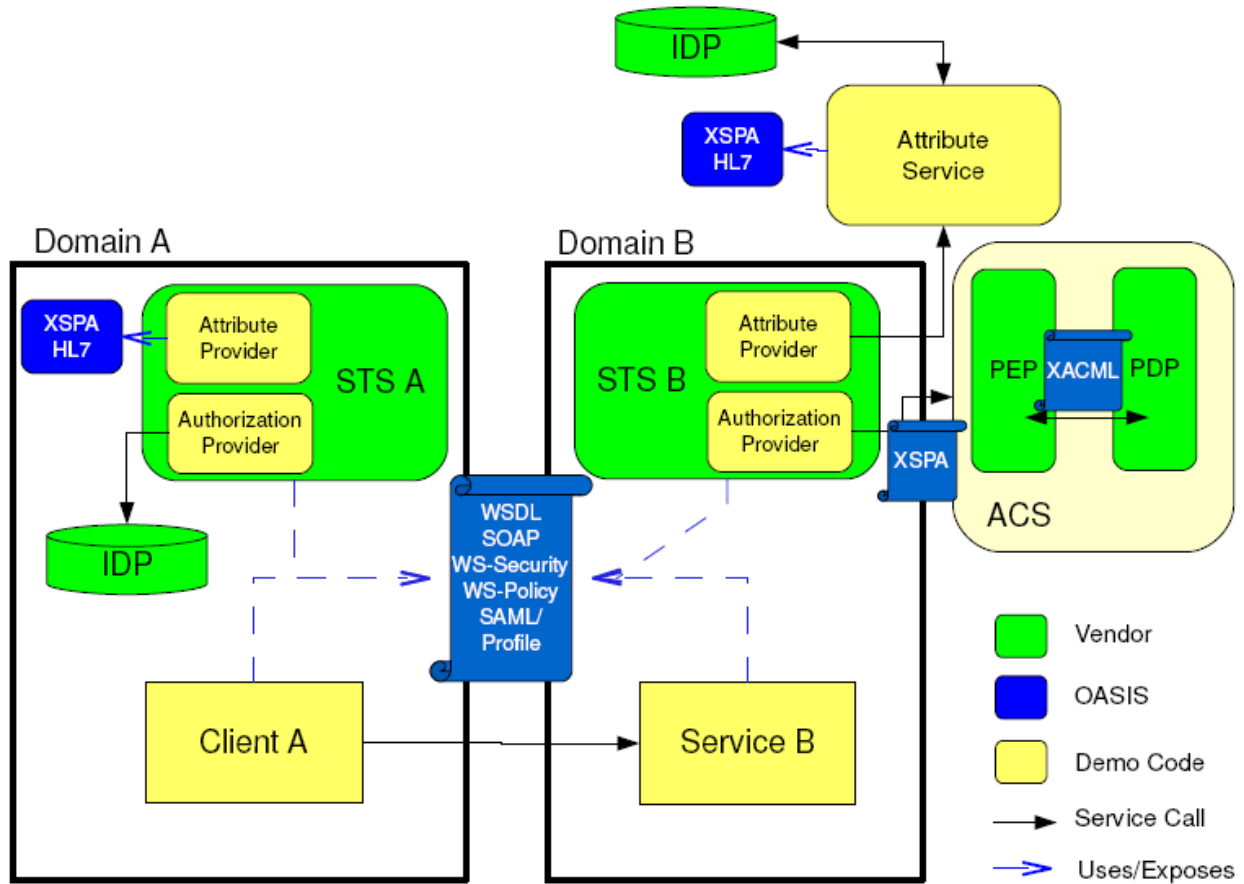 IDP
XSPA
HL7
Attribute
Service
Domain A
Domain B
XSPA
HL7
Attribute
Provider
STS A
Authorization
Provider
STS B
Attribute
Provider
Authorization
Provider
PEP
XACML
PDP
XSPA
ACS
IDP
WSDL
SOAP
WS-Security
WS-Policy
SAML/
Profile
Client A
Service B
Vendor
OASIS
Demo Code
Service Call
Uses/Exposes